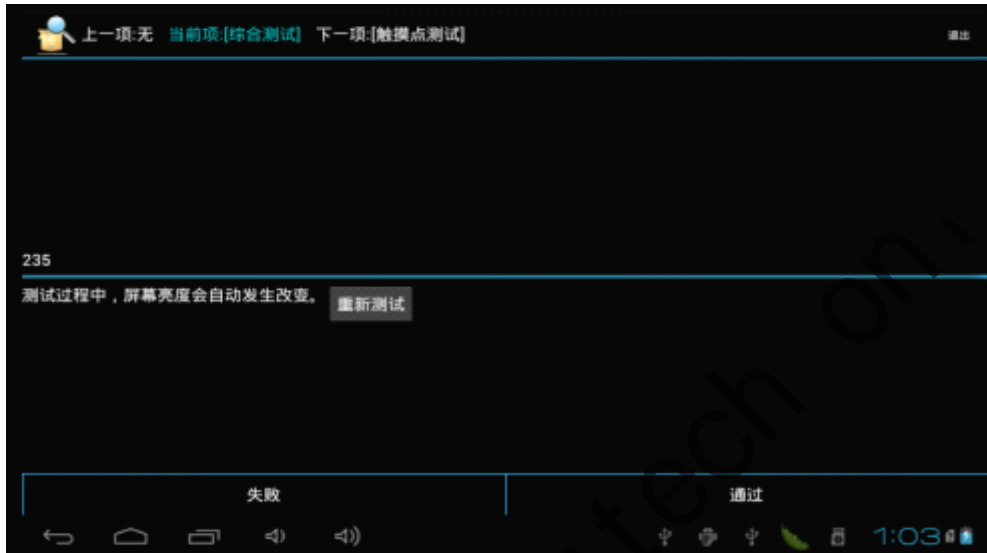 上一项:无 当前项:[综合测试] 下一项:[触摸点测试] 退出
235
测试过程中，屏幕亮度会自动发生改变。 重新测试
失败 通过
1:03
tech on